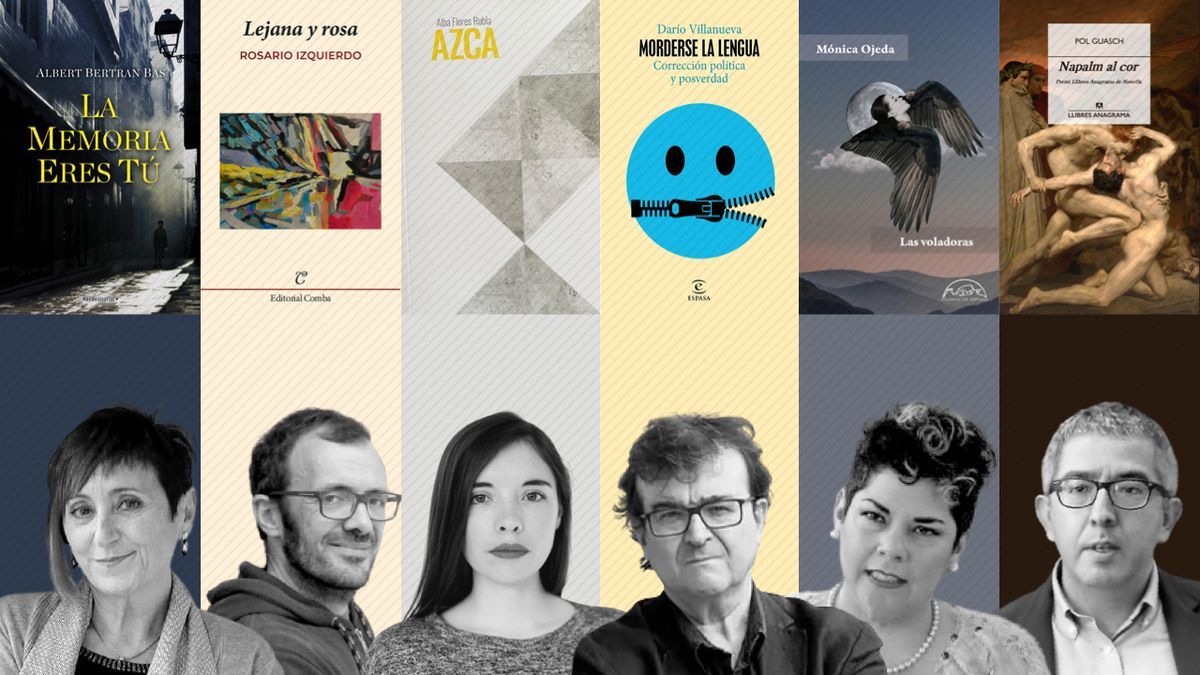 ALBERT BERTRAN BAS
LA
MEMORIA
ERES TÚ
Lejana y rosa
ROSARIO IZQUIERDO
C
Editorial Comba
Alba Flores Robla
AZCA
Darío Villanueva
MORDERSE LA LENGUA
Corrección política
y posverdad
e
ESPASA
Mónica Ojeda
Las voladoras
POL GUASCH
Napalm al cor
Premi Llibres Anagrama de Novel·la
LLIBRES ANAGRAMA